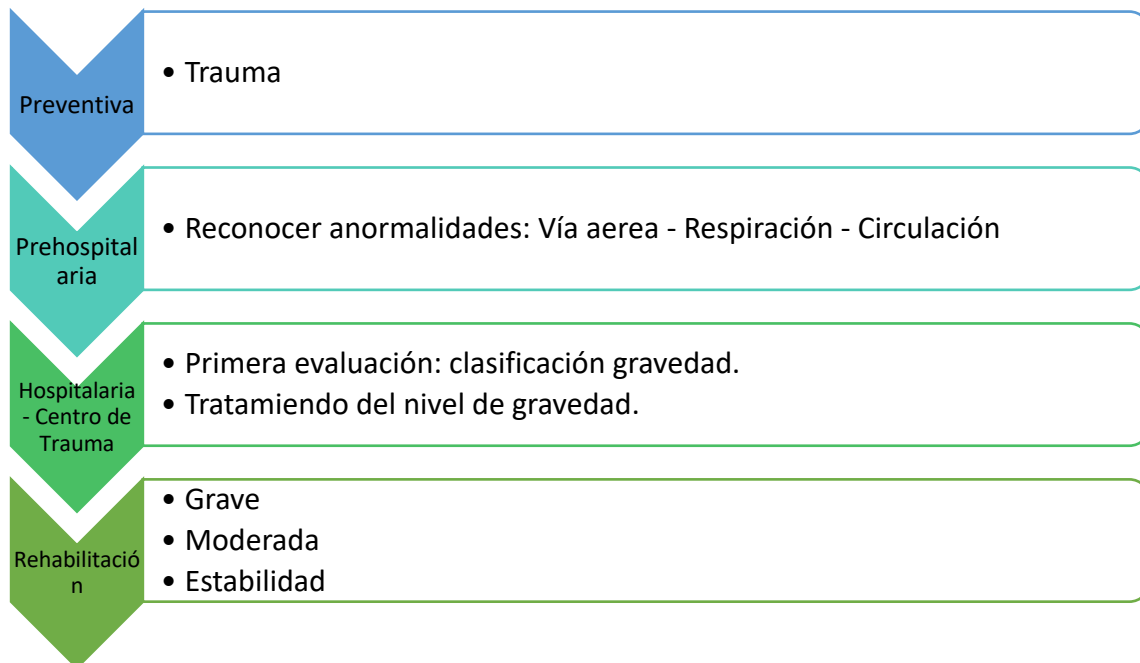 Preventiva
• Trauma
Prehospital
aria
• Reconocer anormalidades: Vía aerea - Respiración - Circulación
Hospitalaria
- Centro de
Trauma
• Primera evaluación: clasificación gravedad.
• Tratamiendo del nivel de gravedad.
Rehabilitació
n
• Grave
• Moderada
• Estabilidad